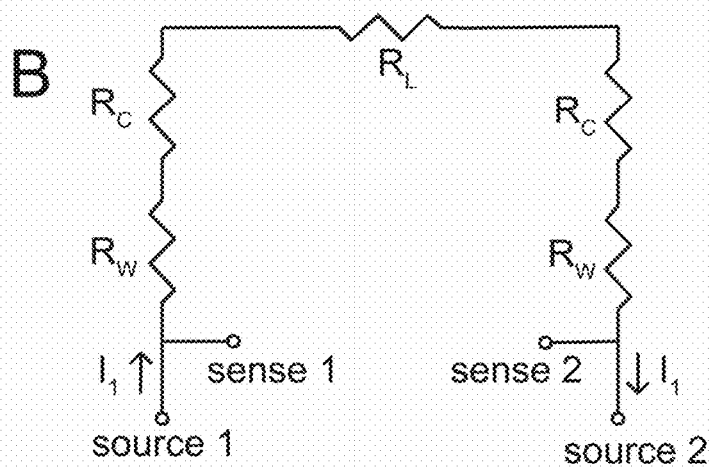 B
R_L
R_C
R_C
R_W
R_W
I_1
sense 1
sense 2
I_1
source 1
source 2